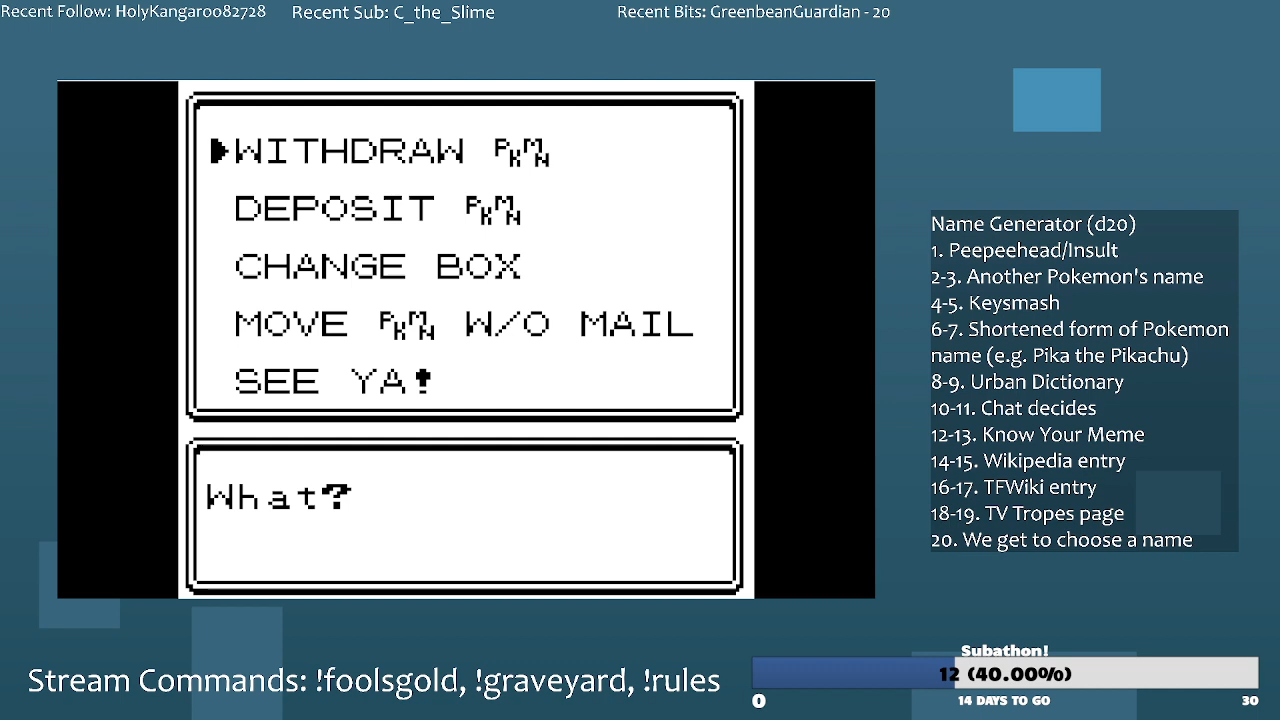 Recent Follow: HolyKangaroo82728
Recent Sub: C_the_Slime
Recent Bits: GreenbeanGuardian - 20
WITHDRAW PKMN
DEPOSIT PKMN
CHANGE BOX
MOVE PKMN W/O MAIL
SEE YA!
What?
Name Generator (d20)
1. Peepeehead/Insult
2-3. Another Pokemon's name
4-5. Keysmash
6-7. Shortened form of Pokemon
name (e.g. Pika the Pikachu)
8-9. Urban Dictionary
10-11. Chat decides
12-13. Know Your Meme
14-15. Wikipedia entry
16-17. TFWiki entry
18-19. TV Tropes page
20. We get to choose a name
Stream Commands: !foolsgold, !graveyard, !rules
Subathon!
12 (40.00%)
0
14 DAYS TO GO
30